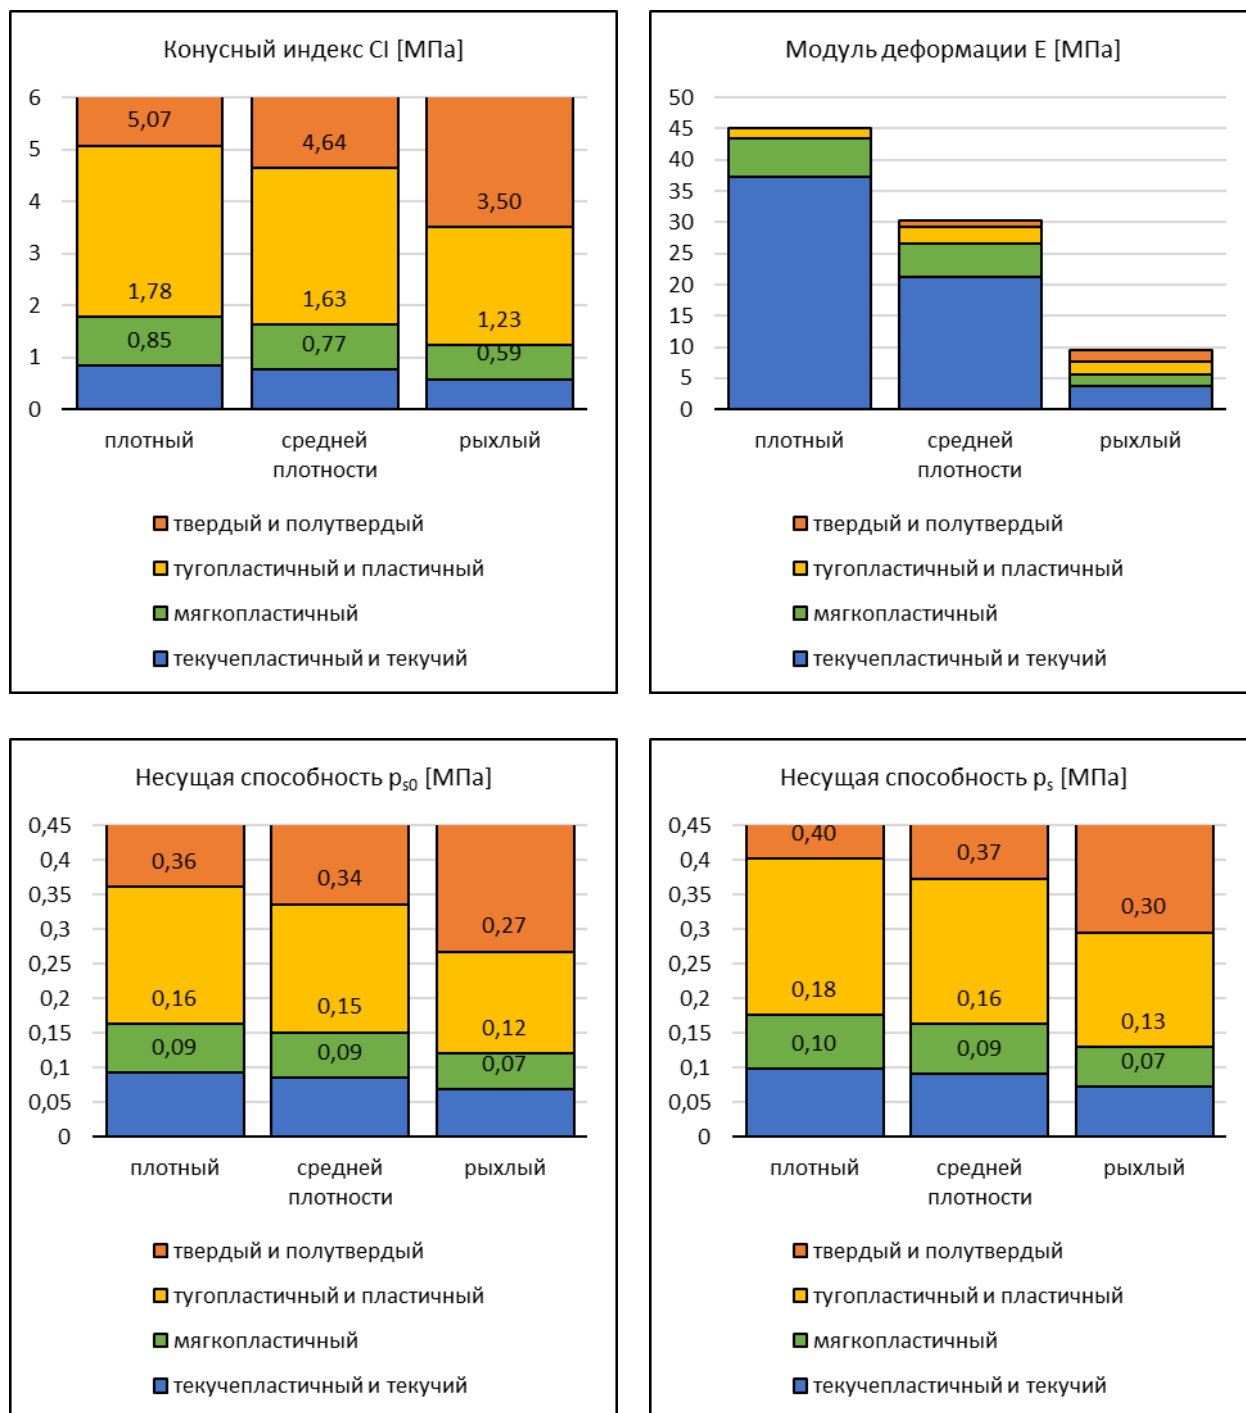 Конусный индекс CI [МПа]
6
5
4
3
2
1
0
5,07
4,64
3,50
1,78
1,63
1,23
0,85
0,77
0,59
плотный
средней
плотности
рыхлый
твердый и полутвердый
тугопластичный и пластичный
мягкопластичный
текучепластичный и текучий
Модуль деформации E [МПа]
50
45
40
35
30
25
20
15
10
5
0
плотный
средней
плотности
рыхлый
твердый и полутвердый
тугопластичный и пластичный
мягкопластичный
текучепластичный и текучий
Несущая способность ps0 [МПа]
0,45
0,4
0,35
0,3
0,25
0,2
0,15
0,1
0,05
0
0,36
0,34
0,27
0,16
0,15
0,12
0,09
0,09
0,07
плотный
средней
плотности
рыхлый
твердый и полутвердый
тугопластичный и пластичный
мягкопластичный
текучепластичный и текучий
Несущая способность ps [МПа]
0,45
0,4
0,35
0,3
0,25
0,2
0,15
0,1
0,05
0
0,40
0,37
0,30
0,18
0,16
0,13
0,10
0,09
0,07
плотный
средней
плотности
рыхлый
твердый и полутвердый
тугопластичный и пластичный
мягкопластичный
текучепластичный и текучий